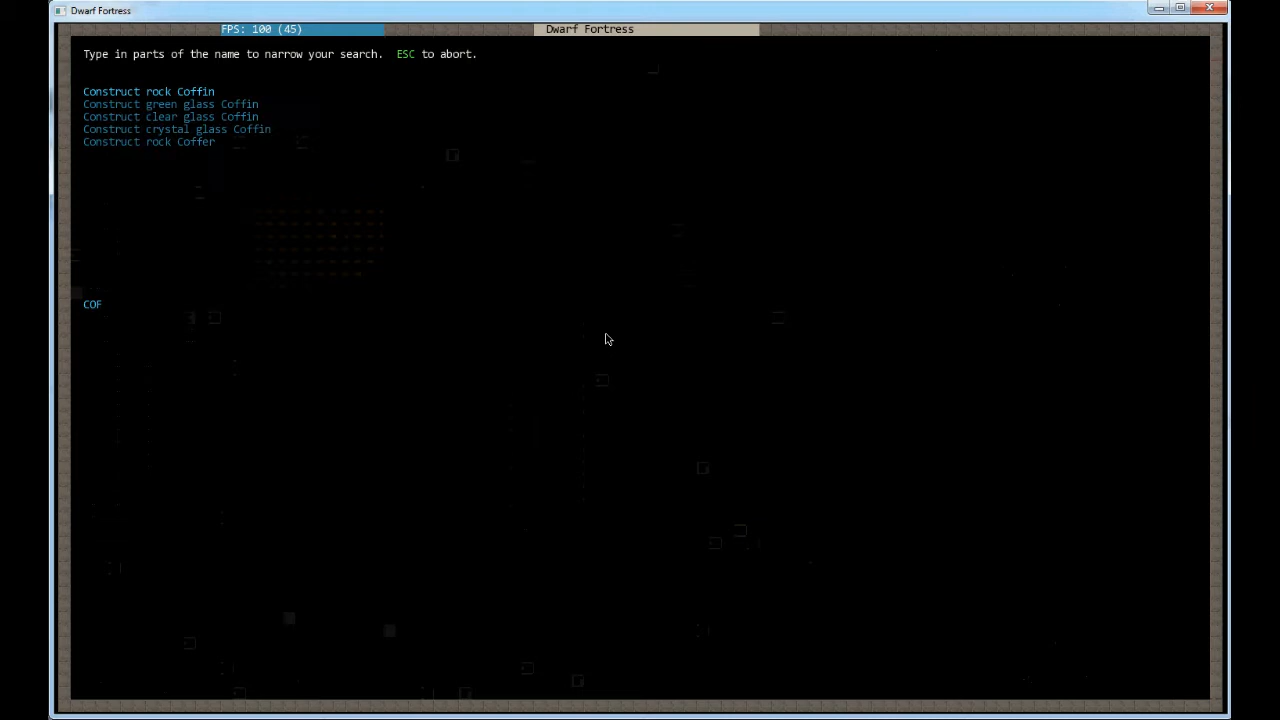 Dwarf Fortress
FPS: 100 (45)
Dwarf Fortress
Type in parts of the name to narrow your search. ESC to abort.
Construct rock Coffin
Construct green glass Coffin
Construct clear glass Coffin
Construct crystal glass Coffin
Construct rock Coffer
COF